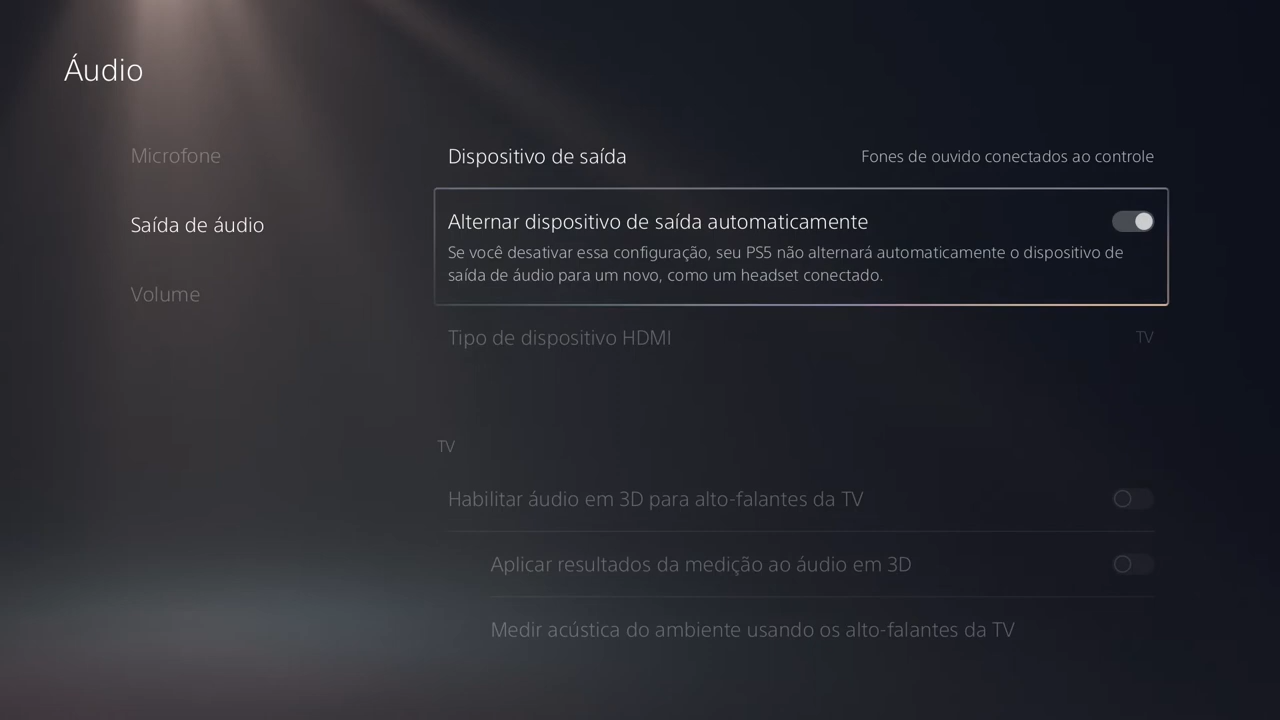 Áudio
Microfone
Saída de áudio
Volume
Dispositivo de saída
Fones de ouvido conectados ao controle
Alternar dispositivo de saída automaticamente
Se você desativar essa configuração, seu PS5 não alternará automaticamente o dispositivo de
saída de áudio para um novo, como um headset conectado.
Tipo de dispositivo HDMI
TV
TV
Habilitar áudio em 3D para alto-falantes da TV
Aplicar resultados da medição ao áudio em 3D
Medir acústica do ambiente usando os alto-falantes da TV